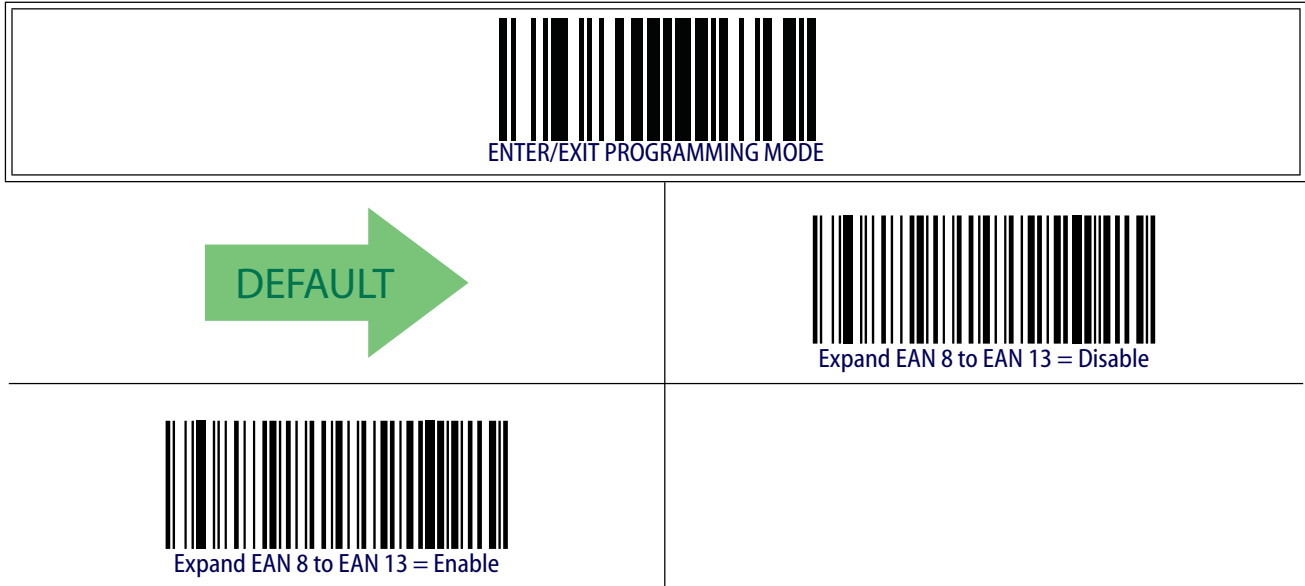 ENTER/EXIT PROGRAMMING MODE
DEFAULT
Expand EAN 8 to EAN 13 = Disable
Expand EAN 8 to EAN 13 = Enable